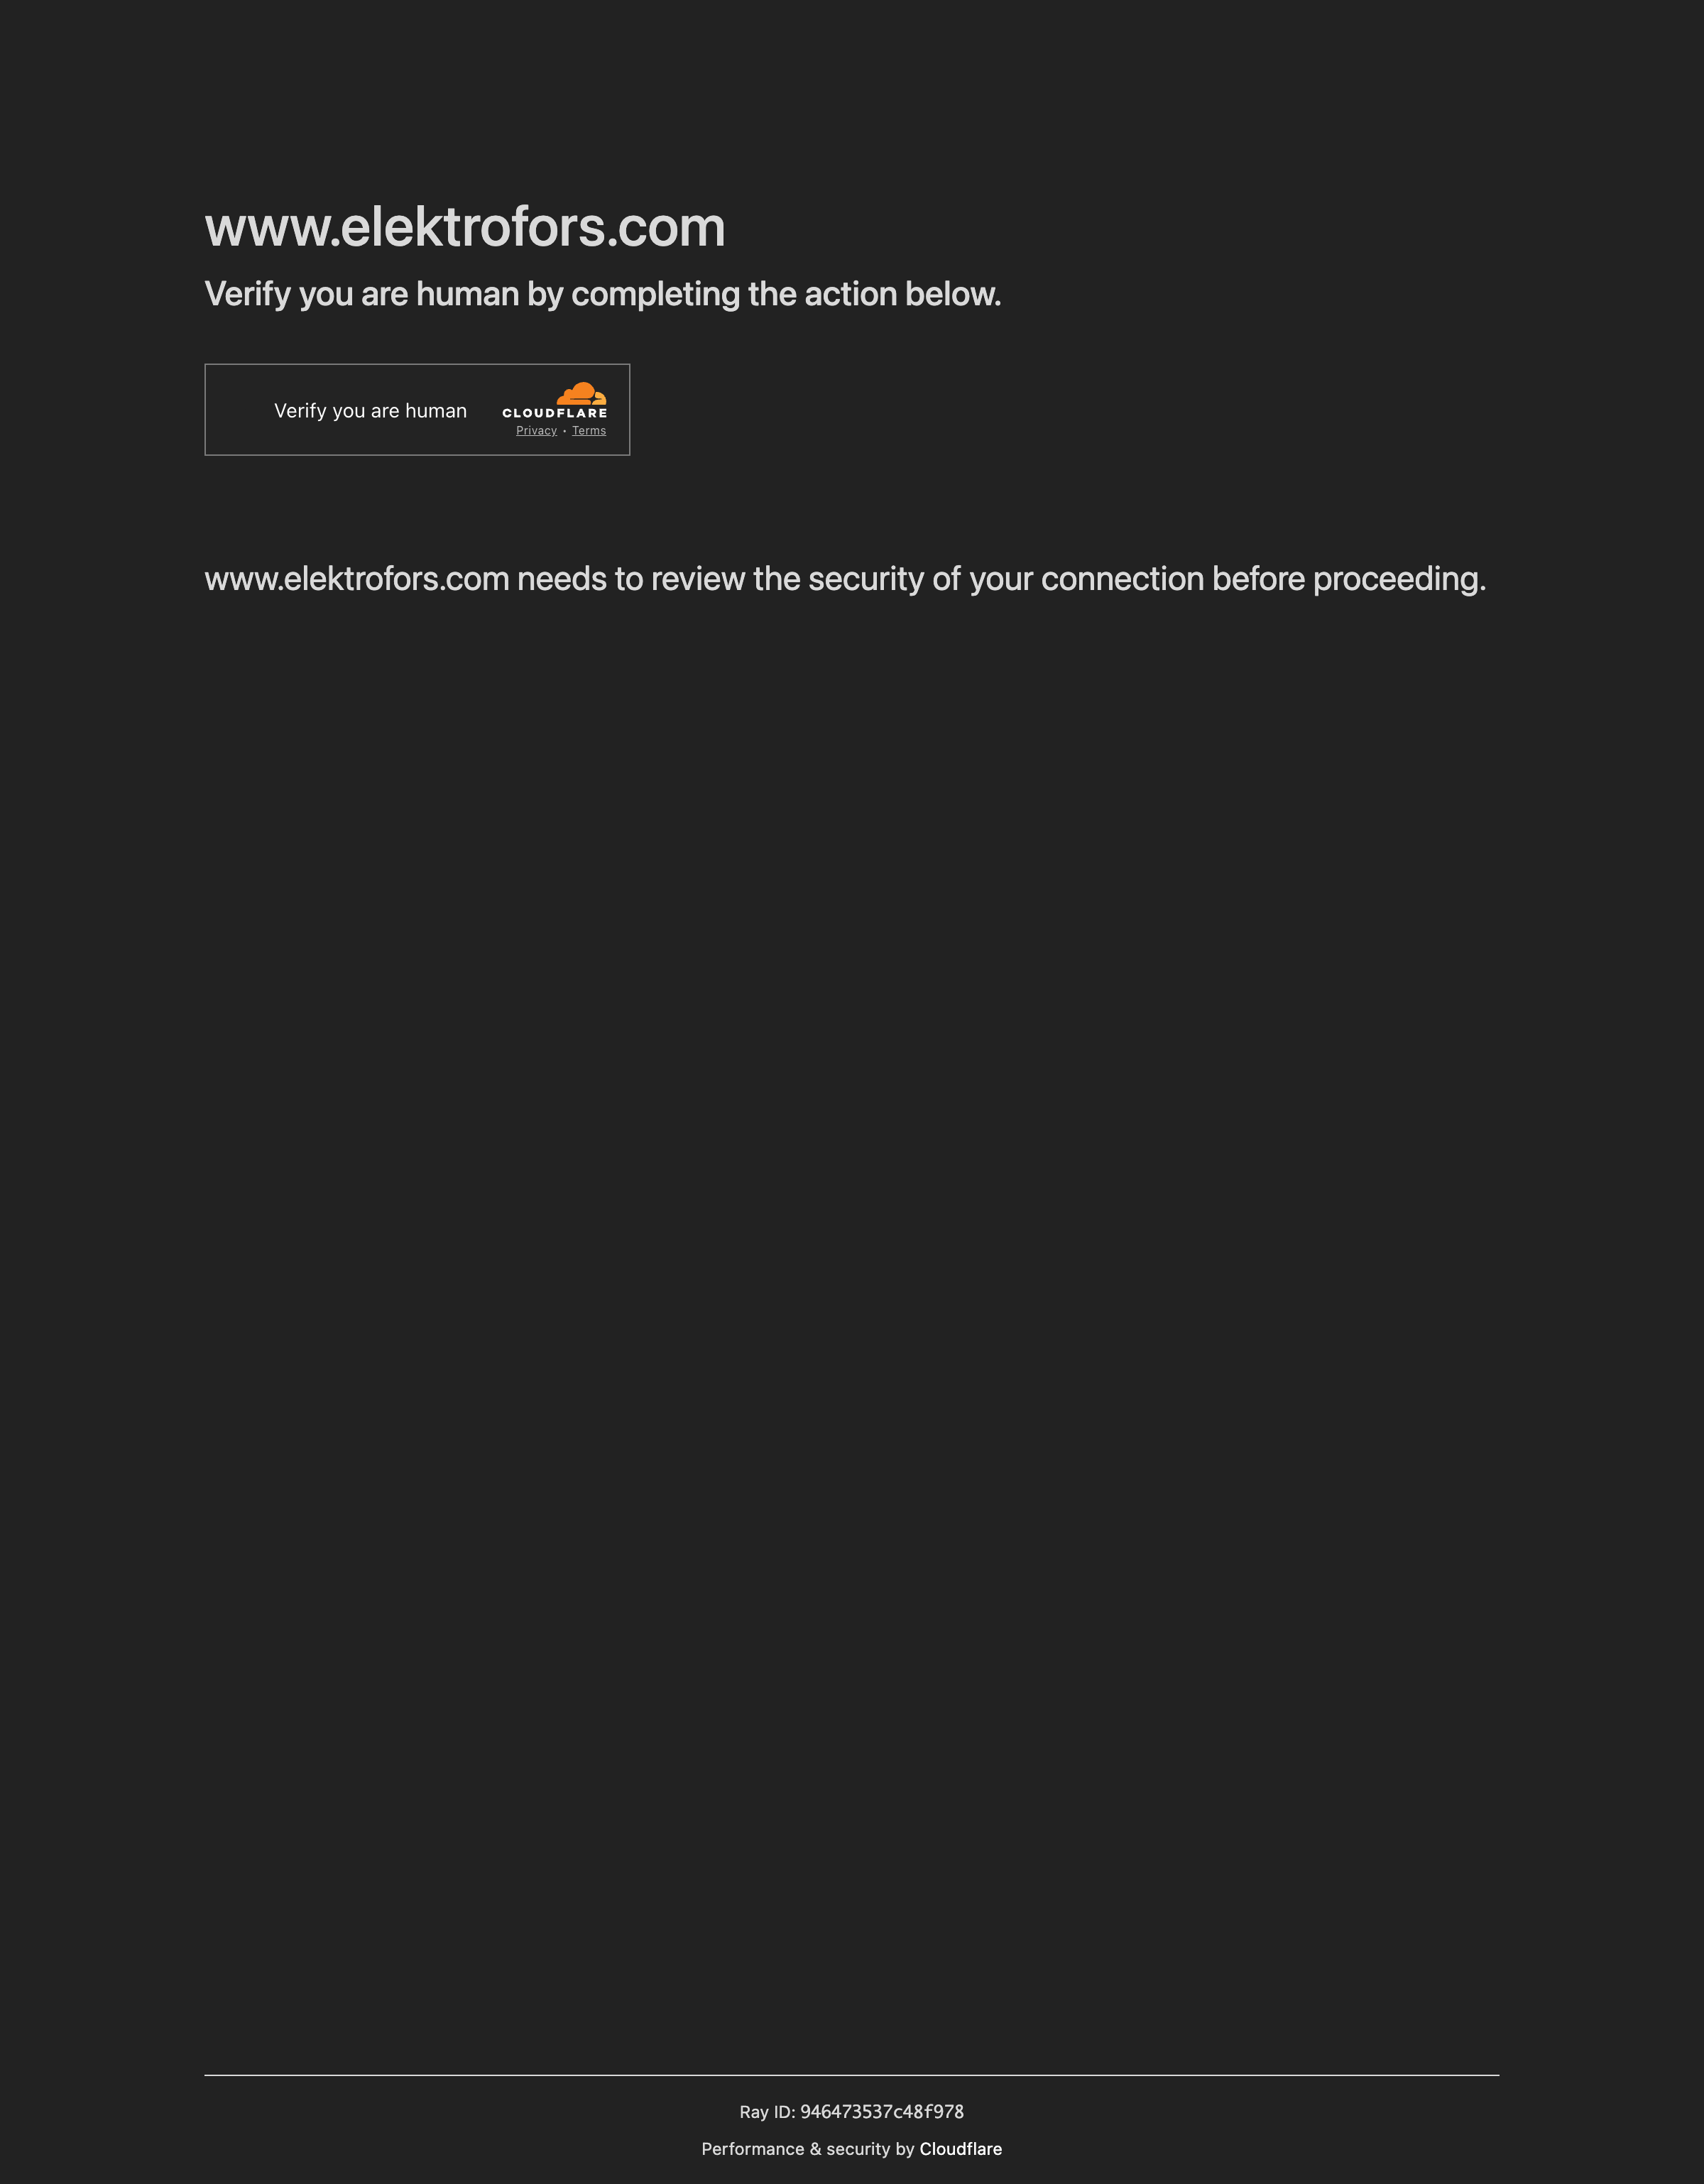 www.elektrofors.com
Verify you are human by completing the action below.
Verify you are human
CLOUDFLARE
Privacy • Terms
www.elektrofors.com needs to review the security of your connection before proceeding.
Ray ID: 946473537c48f978
Performance & security by Cloudflare